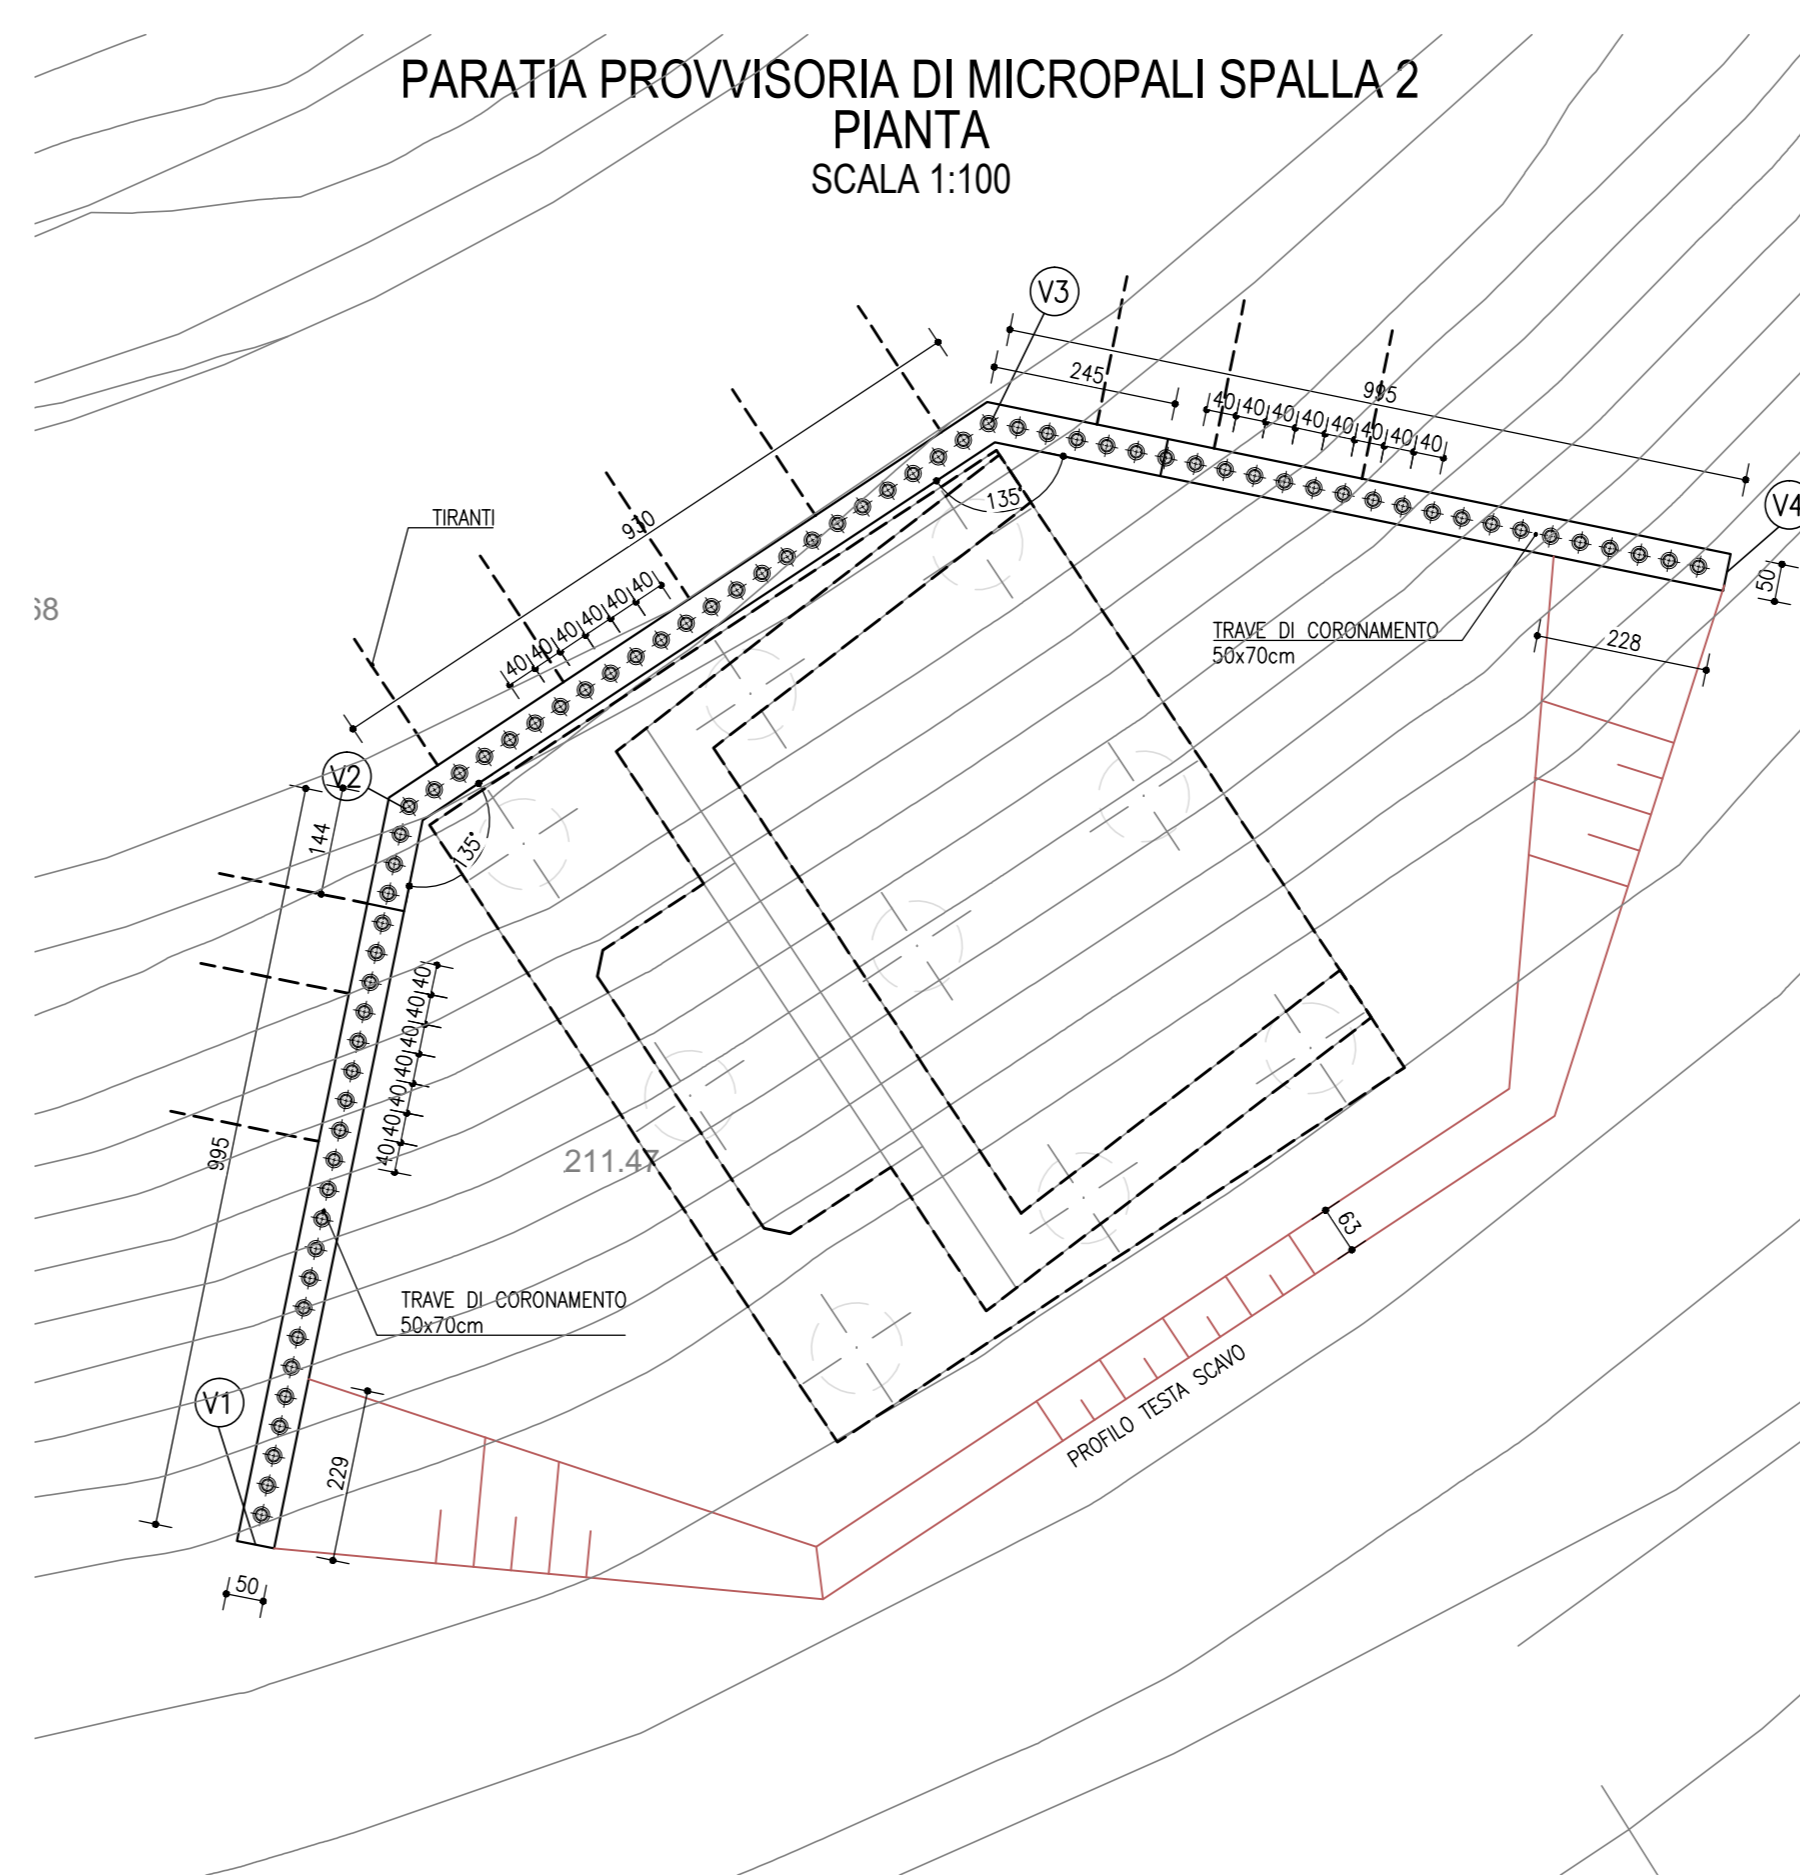 PARATIA PROVVISORIA DI MICROPALI SPALLA 2
PIANTA
SCALA 1:100
V3
245
995
40 40 40 40 40 40 40 40
V4
135°
TIRANTI
930
40 40 40 40 40 40
50
TRAVE DI CORONAMENTO
50x70cm
228
V2
144
135°
40 40 40 40 40 40 40
995
211.47
63
TRAVE DI CORONAMENTO
50x70cm
PROFILO TESTA SCAVO
V1
229
50